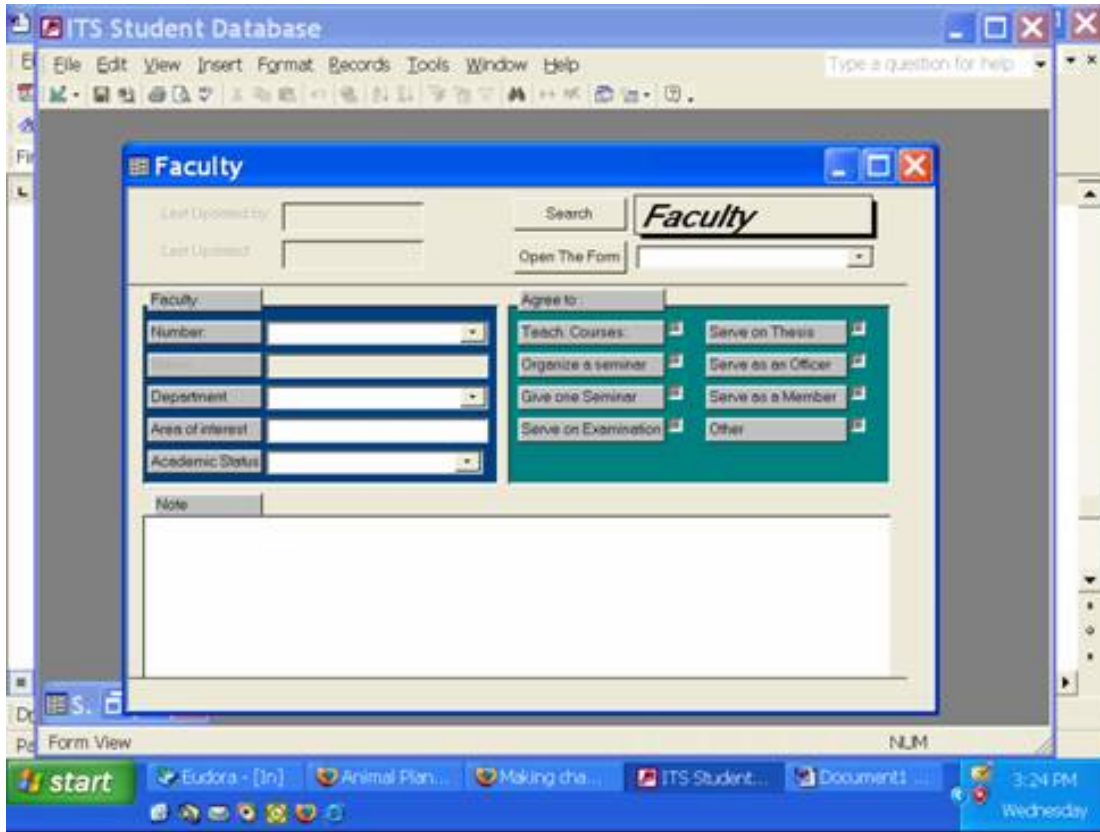 ITS Student Database
File Edit View Insert Format Records Tools Window Help
Type a question for help
Fir
Faculty
Last Updated by
Search
Faculty
Last Updated
Open The Form
Faculty
Agree to
Number
Teach Courses
Serve on Thesis
Organize a seminar
Serve as an Officer
Department
Give one Seminar
Serve as a Member
Area of interest
Serve on Examination
Other
Academic Status
Note
S.
Form View
NUM
start
Eudora - [In]
Animal Plan...
Making cha...
ITS Student...
Document1 ...
3:24 PM
Wednesday